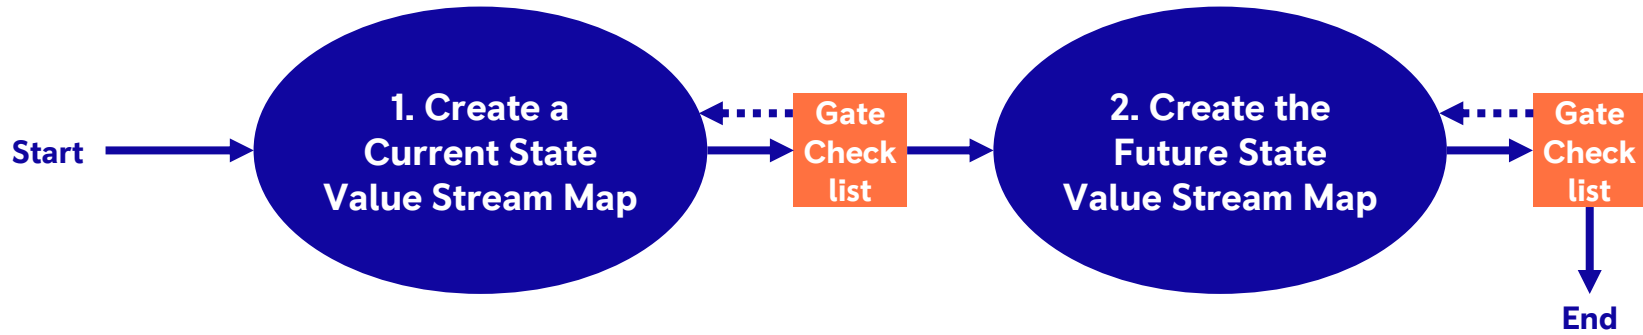 Start
1. Create a
Current State
Value Stream Map
Gate
Check
list
2. Create the
Future State
Value Stream Map
Gate
Check
list
End